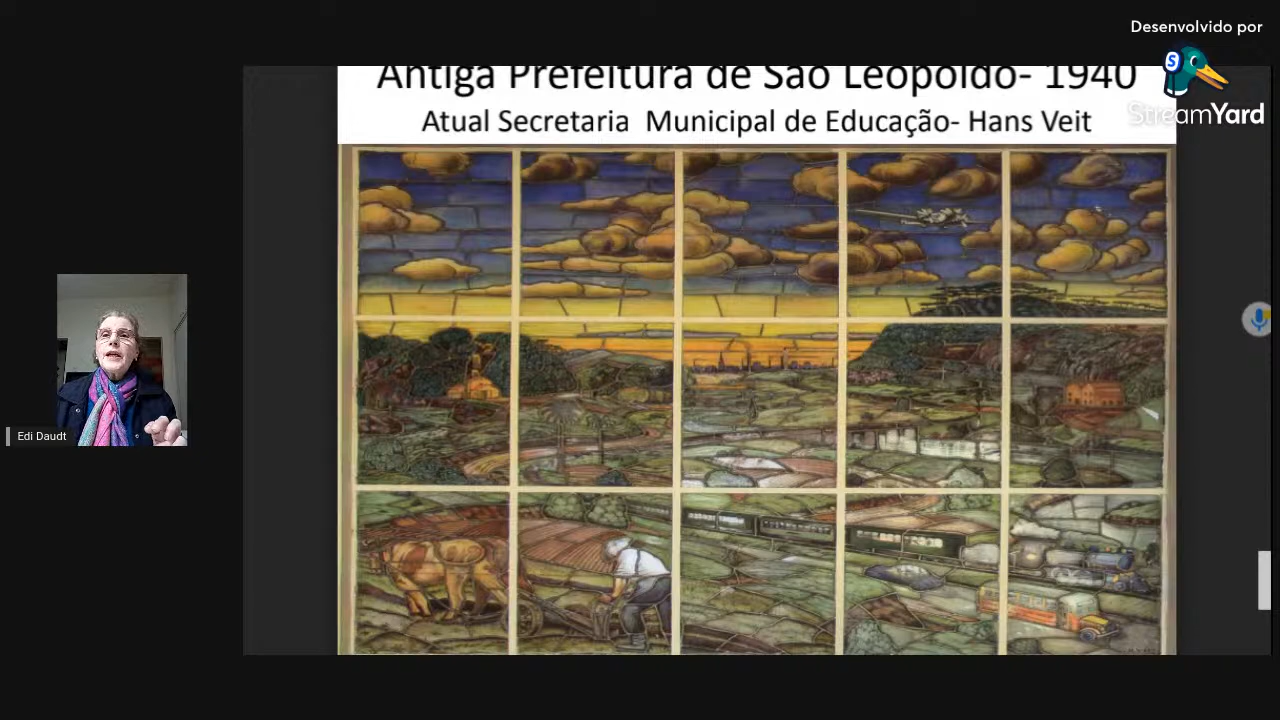 Desenvolvido por
StreamYard
Antiga Prefeitura de São Leopoldo- 1940
Atual Secretaria Municipal de Educação- Hans Veit
Edi Daudt